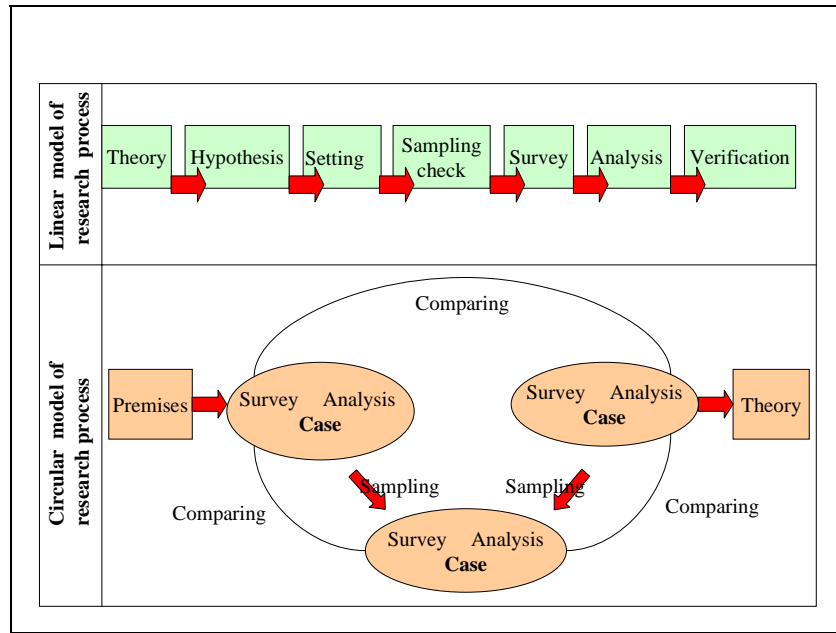 Linear model of
research process
Theory
Hypothesis
Setting
Sampling
check
Survey
Analysis
Verification
Circular model of
research process
Comparing
Premises
Survey Analysis
Case
Survey Analysis
Case
Theory
Sampling
Sampling
Comparing
Comparing
Survey Analysis
Case